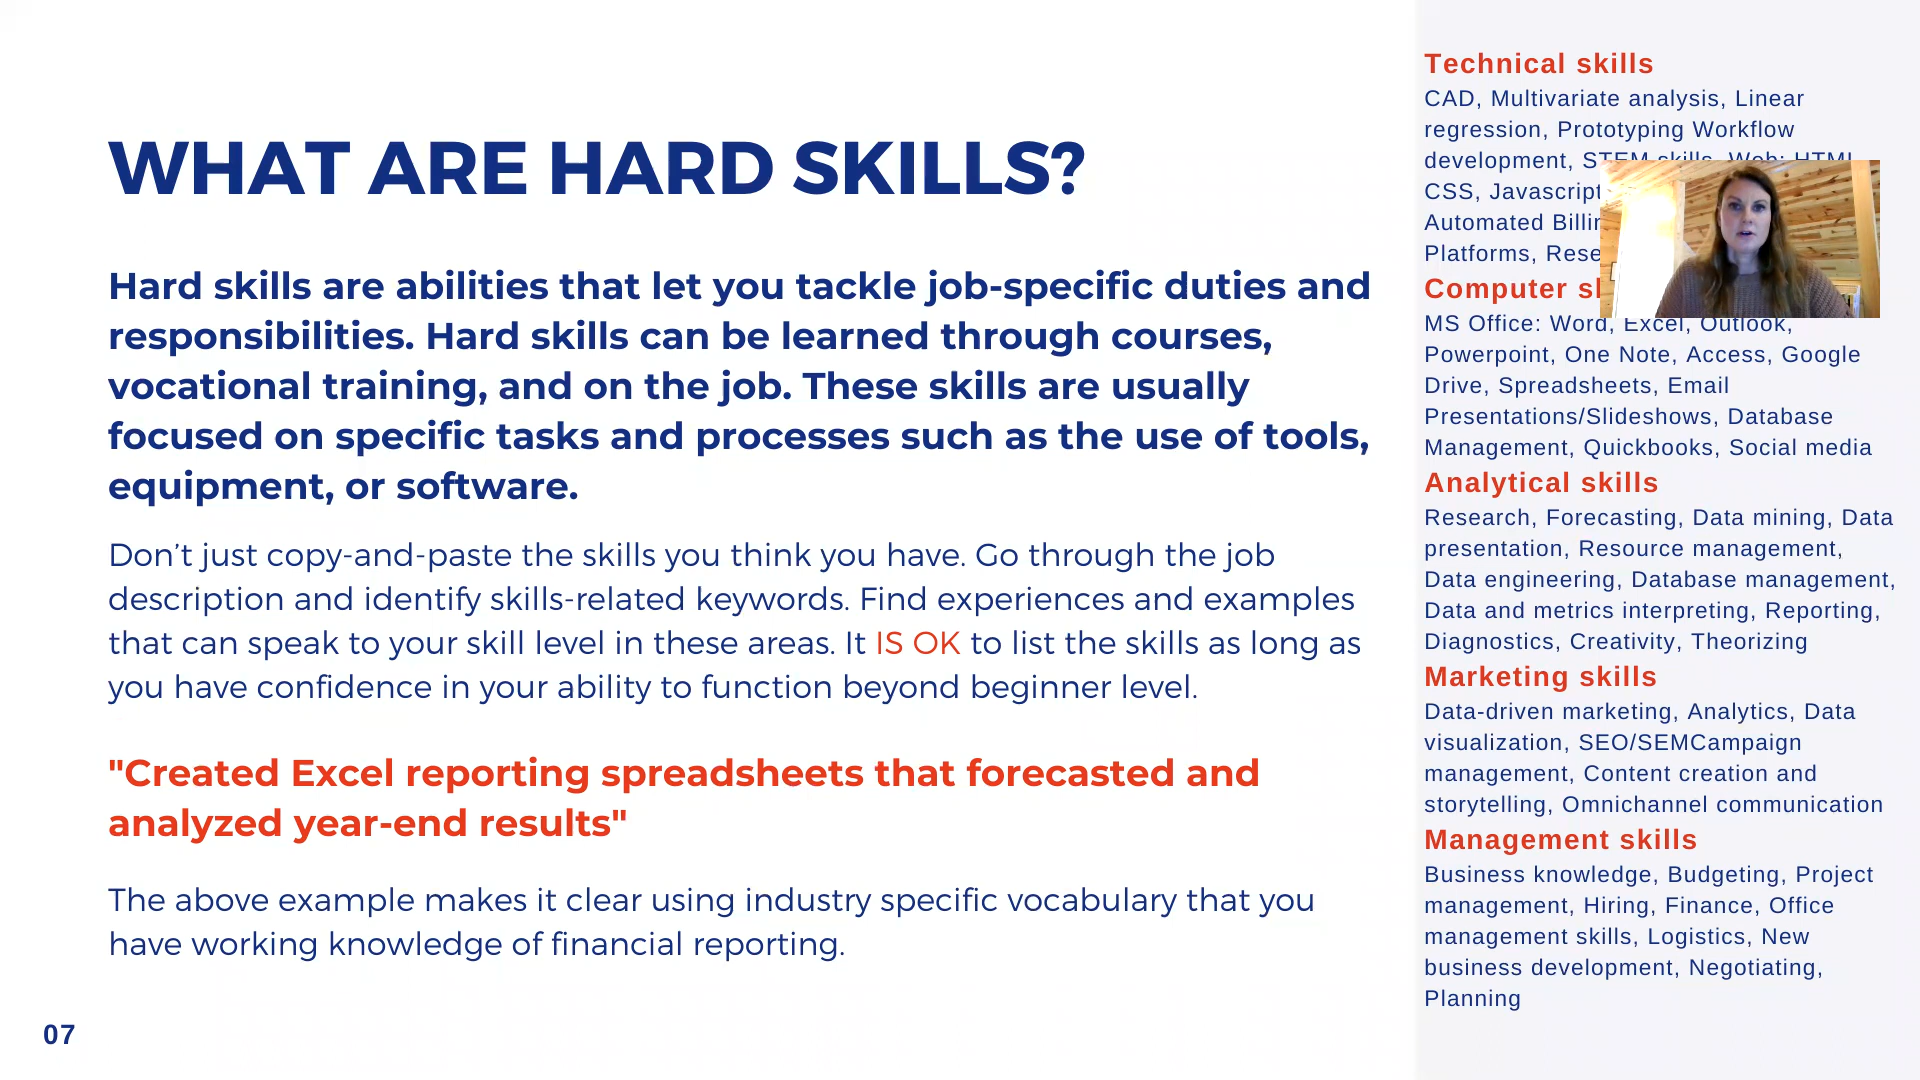 WHAT ARE HARD SKILLS?
Hard skills are abilities that let you tackle job-specific duties and
responsibilities. Hard skills can be learned through courses,
vocational training, and on the job. These skills are usually
focused on specific tasks and processes such as the use of tools,
equipment, or software.
Don’t just copy-and-paste the skills you think you have. Go through the job
description and identify skills-related keywords. Find experiences and examples
that can speak to your skill level in these areas. It IS OK to list the skills as long as
you have confidence in your ability to function beyond beginner level.
"Created Excel reporting spreadsheets that forecasted and
analyzed year-end results"
The above example makes it clear using industry specific vocabulary that you
have working knowledge of financial reporting.
07
Technical skills
CAD, Multivariate analysis, Linear
regression, Prototyping Workflow
development, STEM skills, Web: HTML
CSS, Javascript
Automated
Platforms,
Computer
MS Office: Word, Excel, Outlook,
Powerpoint, One Note, Access, Google
Drive, Spreadsheets, Email
Presentations/Slideshows, Database
Management, Quickbooks, Social media
Analytical skills
Research, Forecasting, Data mining, Data
presentation, Resource management,
Data engineering, Database management,
Data and metrics interpreting, Reporting,
Diagnostics, Creativity, Theorizing
Marketing skills
Data-driven marketing, Analytics, Data
visualization, SEO/SEMCampaign
management, Content creation and
storytelling, Omnichannel communication
Management skills
Business knowledge, Budgeting, Project
management, Hiring, Finance, Office
management skills, Logistics, New
business development, Negotiating,
Planning